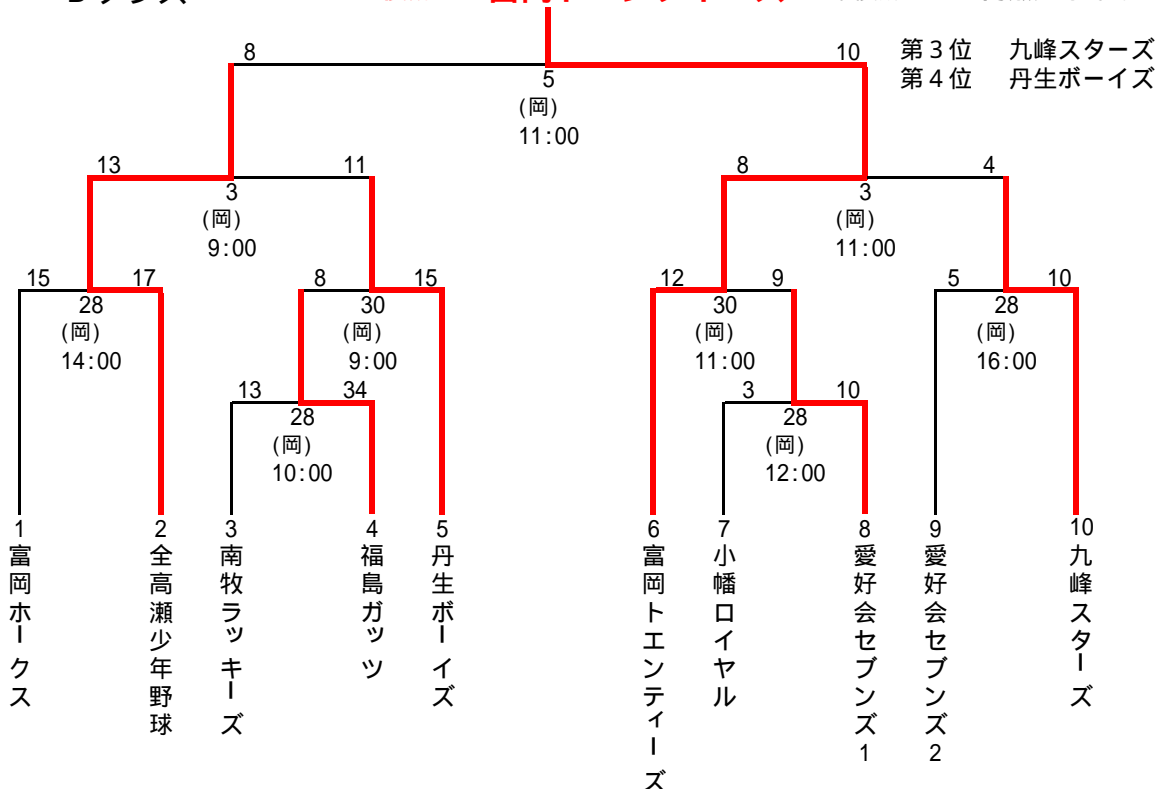 8
10
第3位 九峰スターズ
第4位 丹生ボーイズ
5
(岡)
11:00
13
11
8
4
3
(岡)
9:00
3
(岡)
11:00
15
17
8
15
12
9
5
10
28
(岡)
14:00
30
(岡)
9:00
30
(岡)
11:00
28
(岡)
16:00
13
34
3
10
28
(岡)
10:00
28
(岡)
12:00
1
富岡ホークス
2
全高瀬少年野球
3
南牧ラッキーズ
4
福島ガッツ
5
丹生ボーイズ
6
富岡トエンティーズ
7
小幡ロイヤル
8
愛好会セブンズ1
9
愛好会セブンズ2
10
九峰スターズ